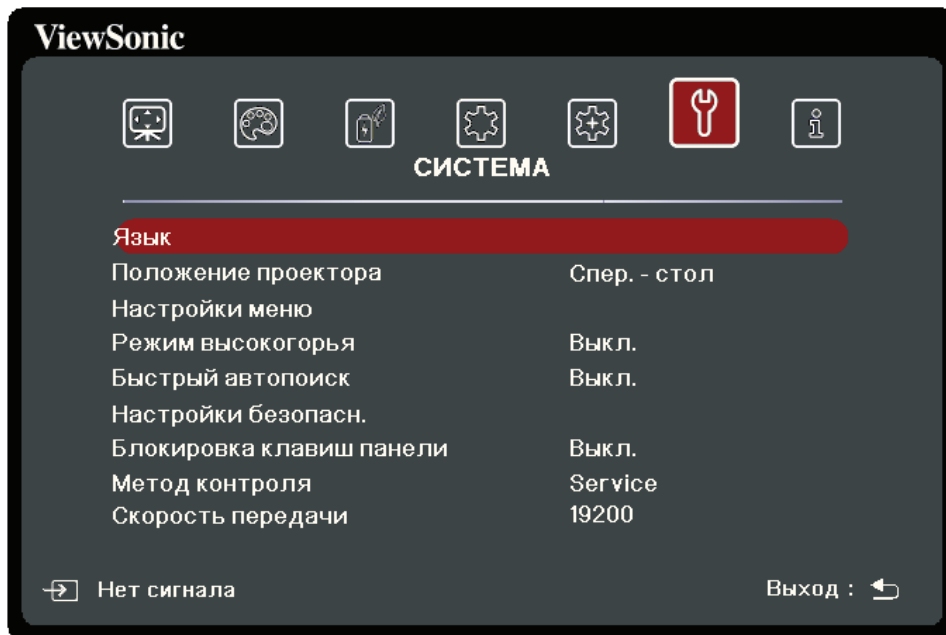 ViewSonic
СИСТЕМА
Язык
Положение проектора Спер. - стол
Настройки меню
Режим высокогорья Выкл.
Быстрый автопоиск Выкл.
Настройки безопасн.
Блокировка клавиш панели Выкл.
Метод контроля Service
Скорость передачи 19200
Нет сигнала Выход :